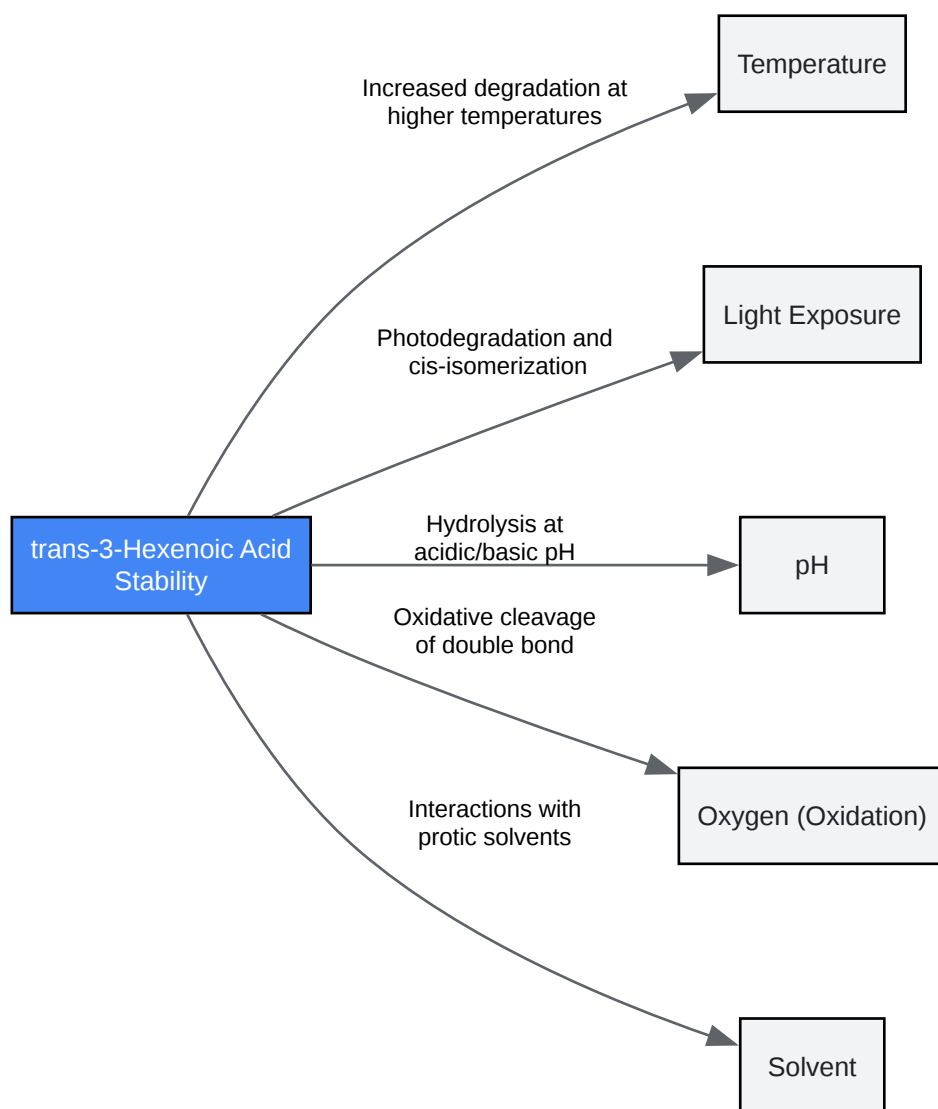 Temperature
Increased degradation at
higher temperatures
Light Exposure
Photodegradation and
cis-isomerization
trans-3-Hexenoic Acid
Stability
Hydrolysis at
acidic/basic pH
pH
Oxidative cleavage
of double bond
Oxygen (Oxidation)
Interactions with
protic solvents
Solvent